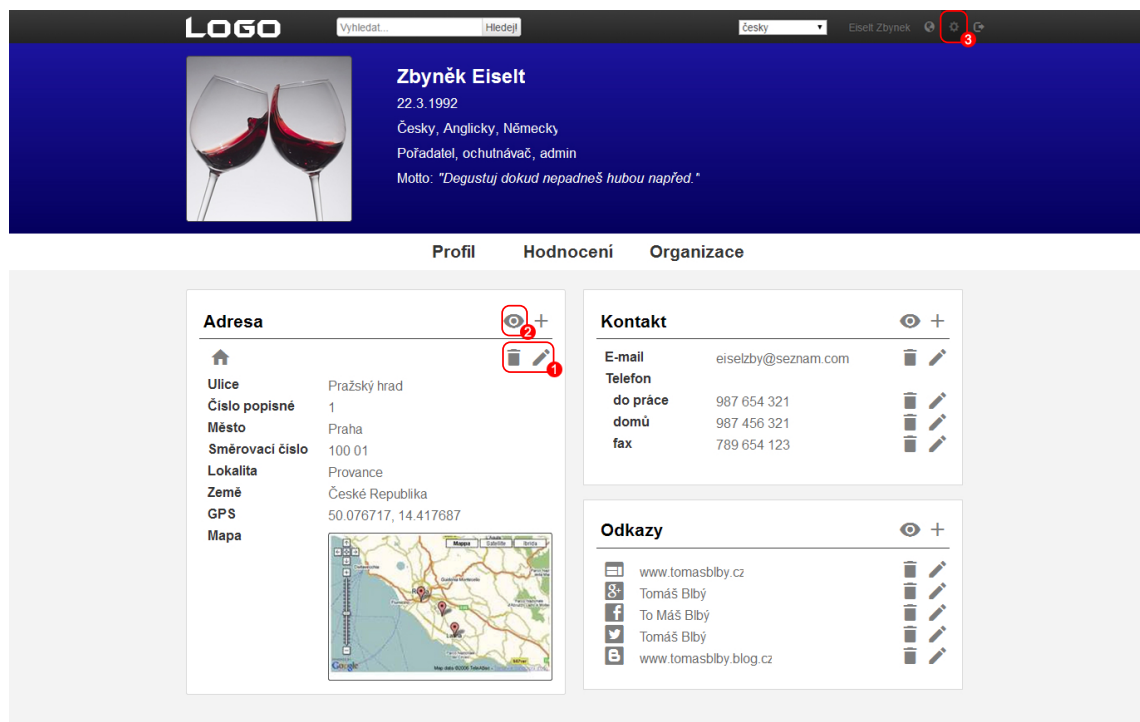 LOGO Vyhledat... Hledej! česky Eiselt Zbynek
3
Zbyněk Eiselt
22.3.1992
Česky, Anglicky, Německy
Pořadatel, ochutnávač, admin
Motto: "Degustuj dokud nepadneš hubou napřed."
Profil Hodnocení Organizace
Adresa
2
1
Ulice Pražský hrad
Číslo popisné 1
Město Praha
Směrovací číslo 100 01
Lokalita Provance
Země České Republika
GPS 50.076717, 14.417687
Mapa
Mappa Satellite Ibrida
Google
Kontakt
E-mail eiselzby@seznam.com
Telefon
do práce 987 654 321
domů 987 456 321
fax 789 654 123
Odkazy
www.tomasblby.cz
Tomáš Blbý
To Máš Blbý
Tomáš Blbý
www.tomasblby.blog.cz